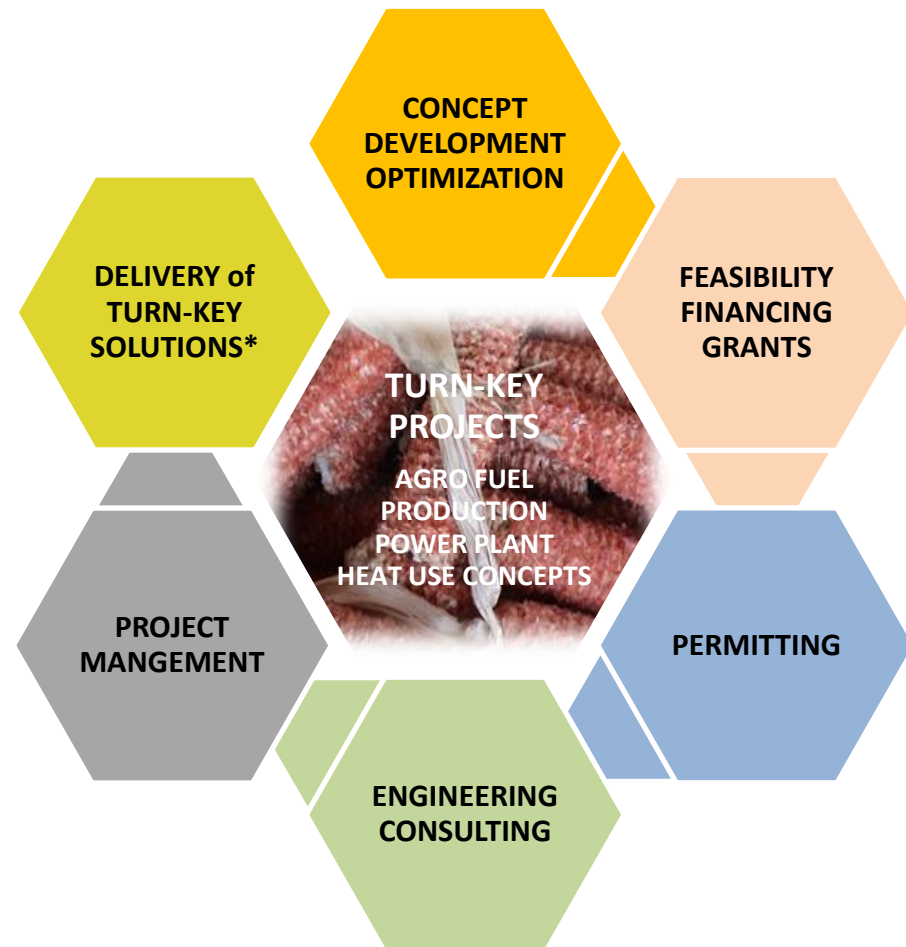 CONCEPT
DEVELOPMENT
OPTIMIZATION
FEASIBILITY
FINANCING
GRANTS
PERMITTING
ENGINEERING
CONSULTING
PROJECT
MANGEMENT
DELIVERY of
TURN-KEY
SOLUTIONS*
TURN-KEY
PROJECTS
AGRO FUEL
PRODUCTION
POWER PLANT
HEAT USE CONCEPTS